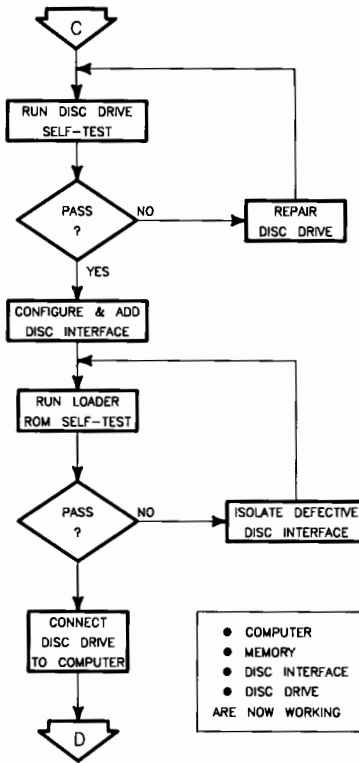 C
RUN DISC DRIVE
SELF-TEST
PASS
?
NO
REPAIR
DISC DRIVE
YES
CONFIGURE & ADD
DISC INTERFACE
RUN LOADER
ROM SELF-TEST
PASS
?
NO
ISOLATE DEFECTIVE
DISC INTERFACE
CONNECT
DISC DRIVE
TO COMPUTER
D
● COMPUTER
● MEMORY
● DISC INTERFACE
● DISC DRIVE
ARE NOW WORKING